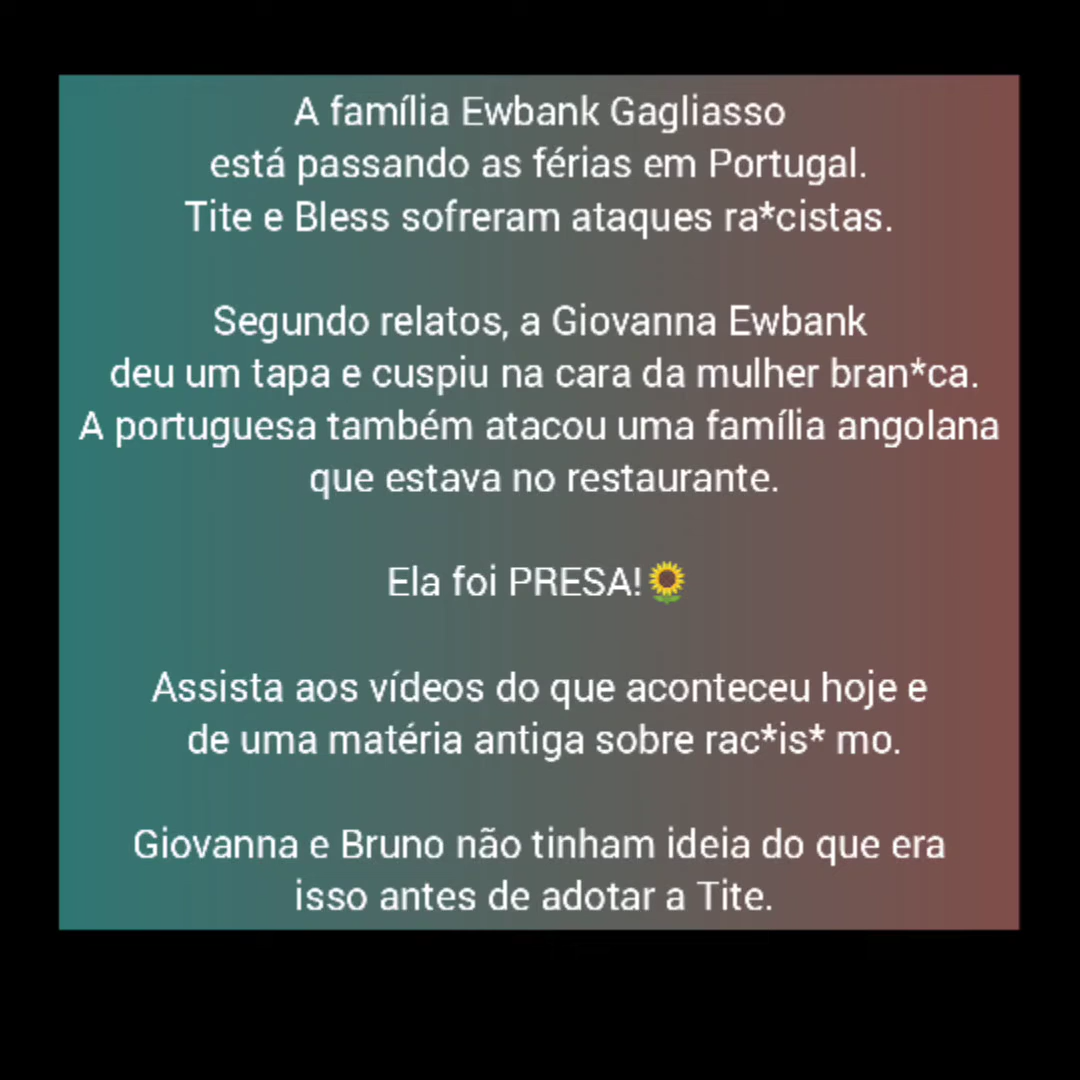 A família Ewbank Gagliasso
está passando as férias em Portugal.
Tite e Bless sofreram ataques ra*cistas.
Segundo relatos, a Giovanna Ewbank
deu um tapa e cuspiu na cara da mulher bran*ca.
A portuguesa também atacou uma família angolana
que estava no restaurante.
Ela foi PRESA!🌻
Assista aos vídeos do que aconteceu hoje e
de uma matéria antiga sobre rac*is* mo.
Giovanna e Bruno não tinham ideia do que era
isso antes de adotar a Tite.